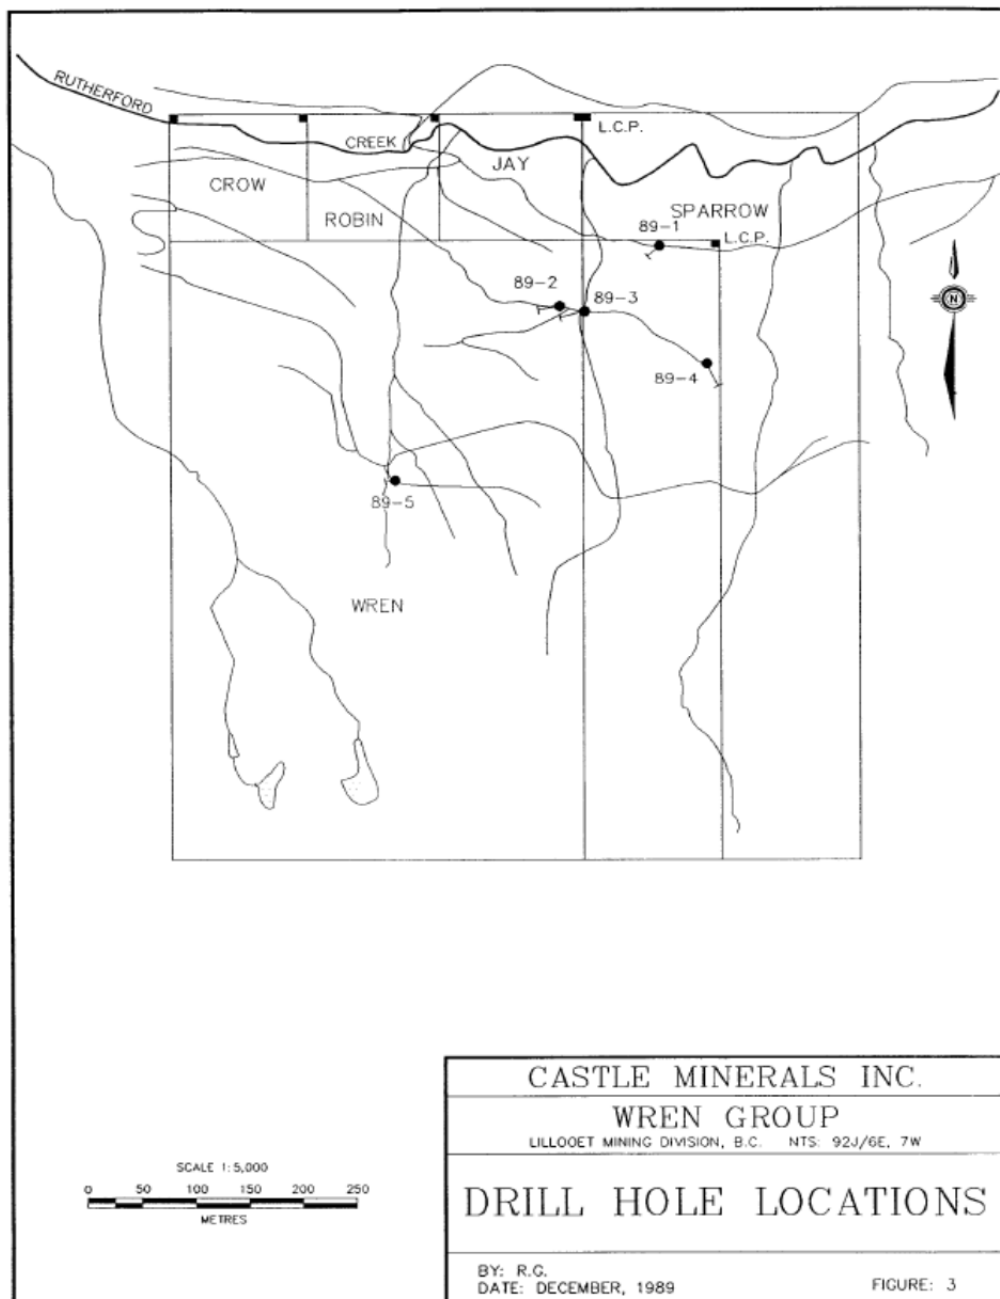 RUTHERFORD
CREEK
L.C.P.
JAY
CROW
ROBIN
SPARROW
89-1
L.C.P.
89-2
89-3
N
89-4
89-5
WREN
CASTLE MINERALS INC.
WREN GROUP
LILLOOET MINING DIVISION, B.C. NTS: 92J/6E, 7W
SCALE 1:5,000
0 50 100 150 200 250
METRES
DRILL HOLE LOCATIONS
BY: R.G.
DATE: DECEMBER, 1989
FIGURE: 3